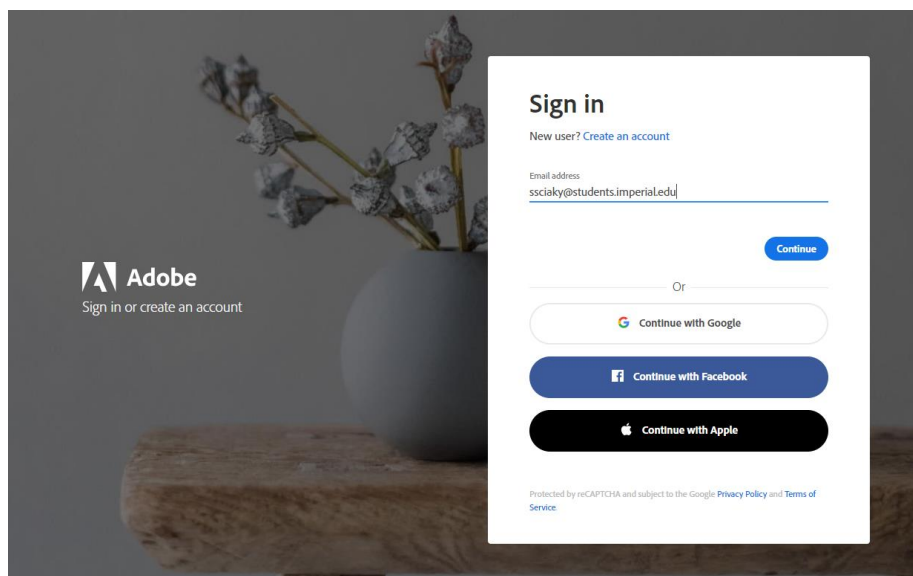 Adobe
Sign in or create an account
Sign in
New user? Create an account
Email address
ssciaky@students.imperial.edu
Continue
Or
Continue with Google
Continue with Facebook
Continue with Apple
Protected by reCAPTCHA and subject to the Google Privacy Policy and Terms of
Service